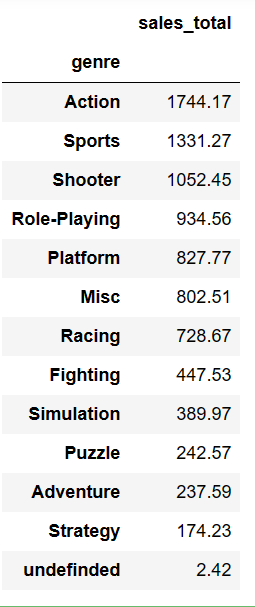 sales_total
genre
Action 1744.17
Sports 1331.27
Shooter 1052.45
Role-Playing 934.56
Platform 827.77
Misc 802.51
Racing 728.67
Fighting 447.53
Simulation 389.97
Puzzle 242.57
Adventure 237.59
Strategy 174.23
undefinded 2.42